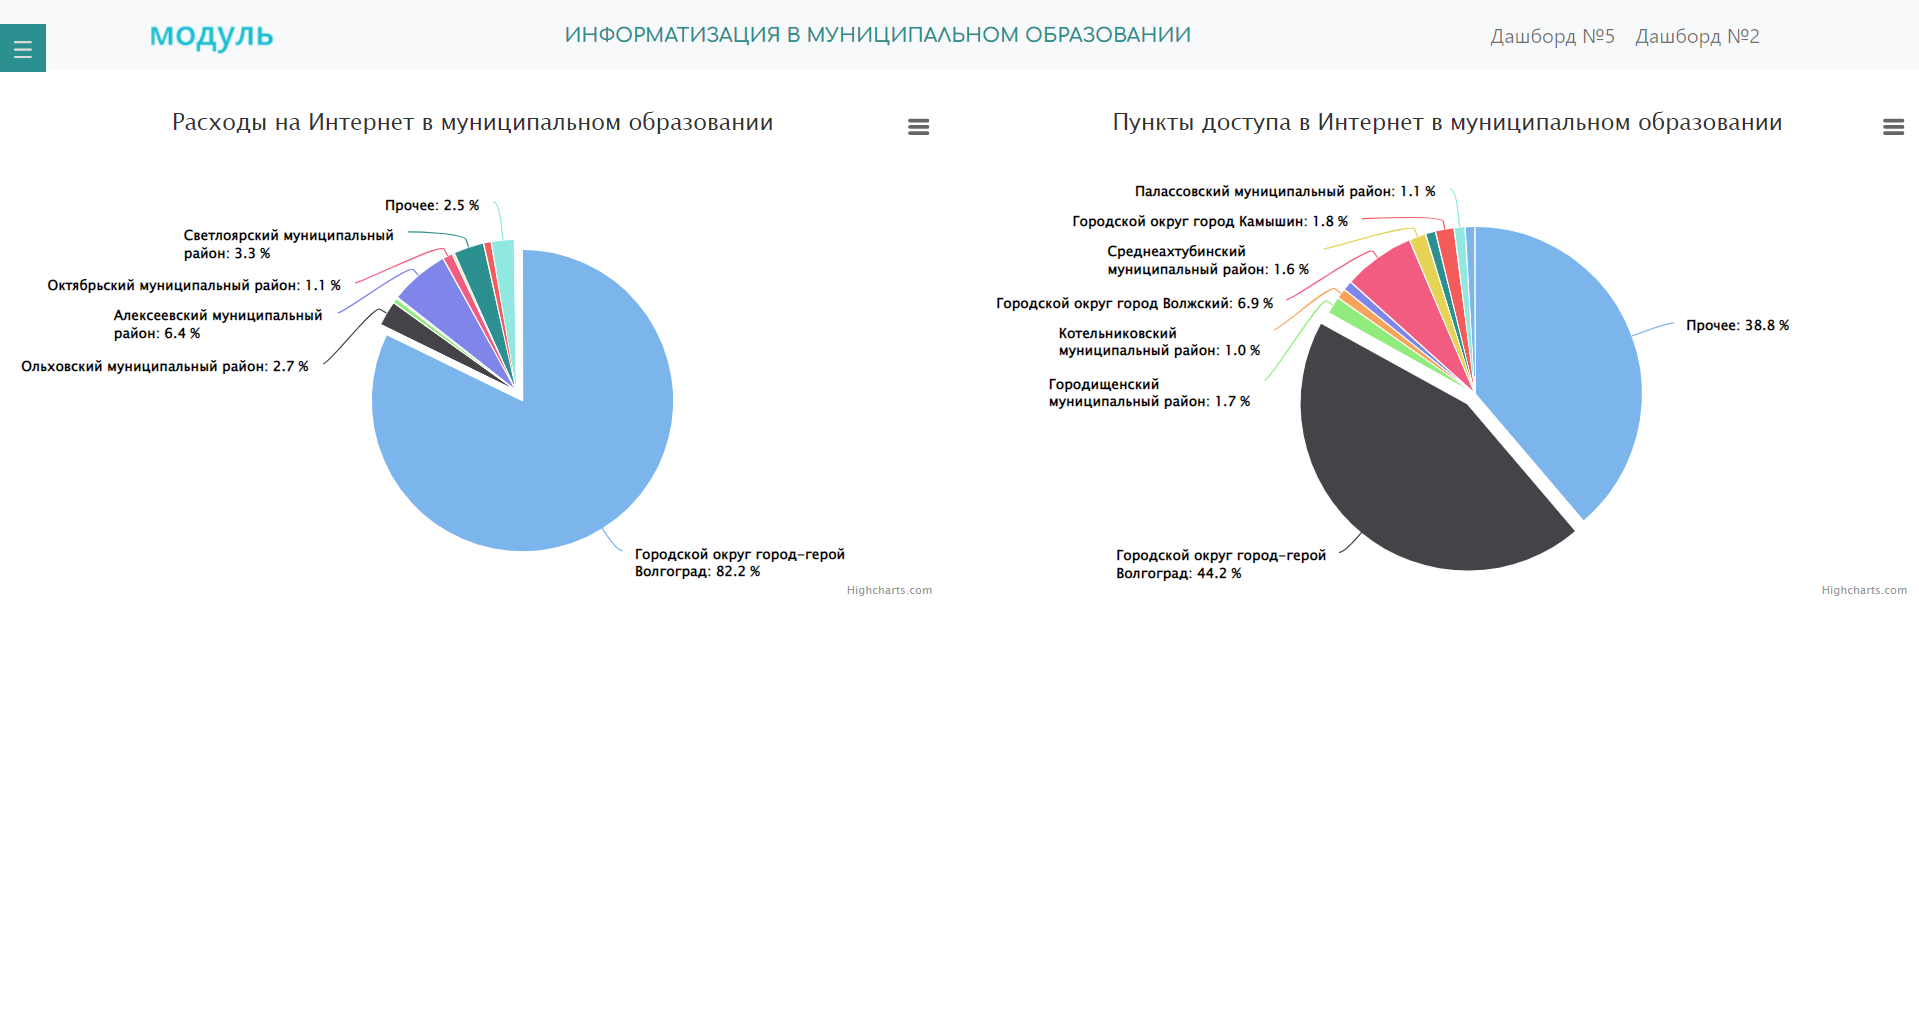 модуль
ИНФОРМАТИЗАЦИЯ В МУНИЦИПАЛЬНОМ ОБРАЗОВАНИИ
Дашборд №5
Дашборд №2
Расходы на Интернет в муниципальном образовании
Прочее: 2.5 %
Светлоярский муниципальный
район: 3.3 %
Октябрьский муниципальный район: 1.1 %
Алексеевский муниципальный
район: 6.4 %
Ольховский муниципальный район: 2.7 %
Городской округ город-герой
Волгоград: 82.2 %
Highcharts.com
Пункты доступа в Интернет в муниципальном образовании
Палассовский муниципальный район: 1.1 %
Городской округ город Камышин: 1.8 %
Среднеахтубинский
муниципальный район: 1.6 %
Городской округ город Волжский: 6.9 %
Котельниковский
муниципальный район: 1.0 %
Городищенский
муниципальный район: 1.7 %
Прочее: 38.8 %
Городской округ город-герой
Волгоград: 44.2 %
Highcharts.com